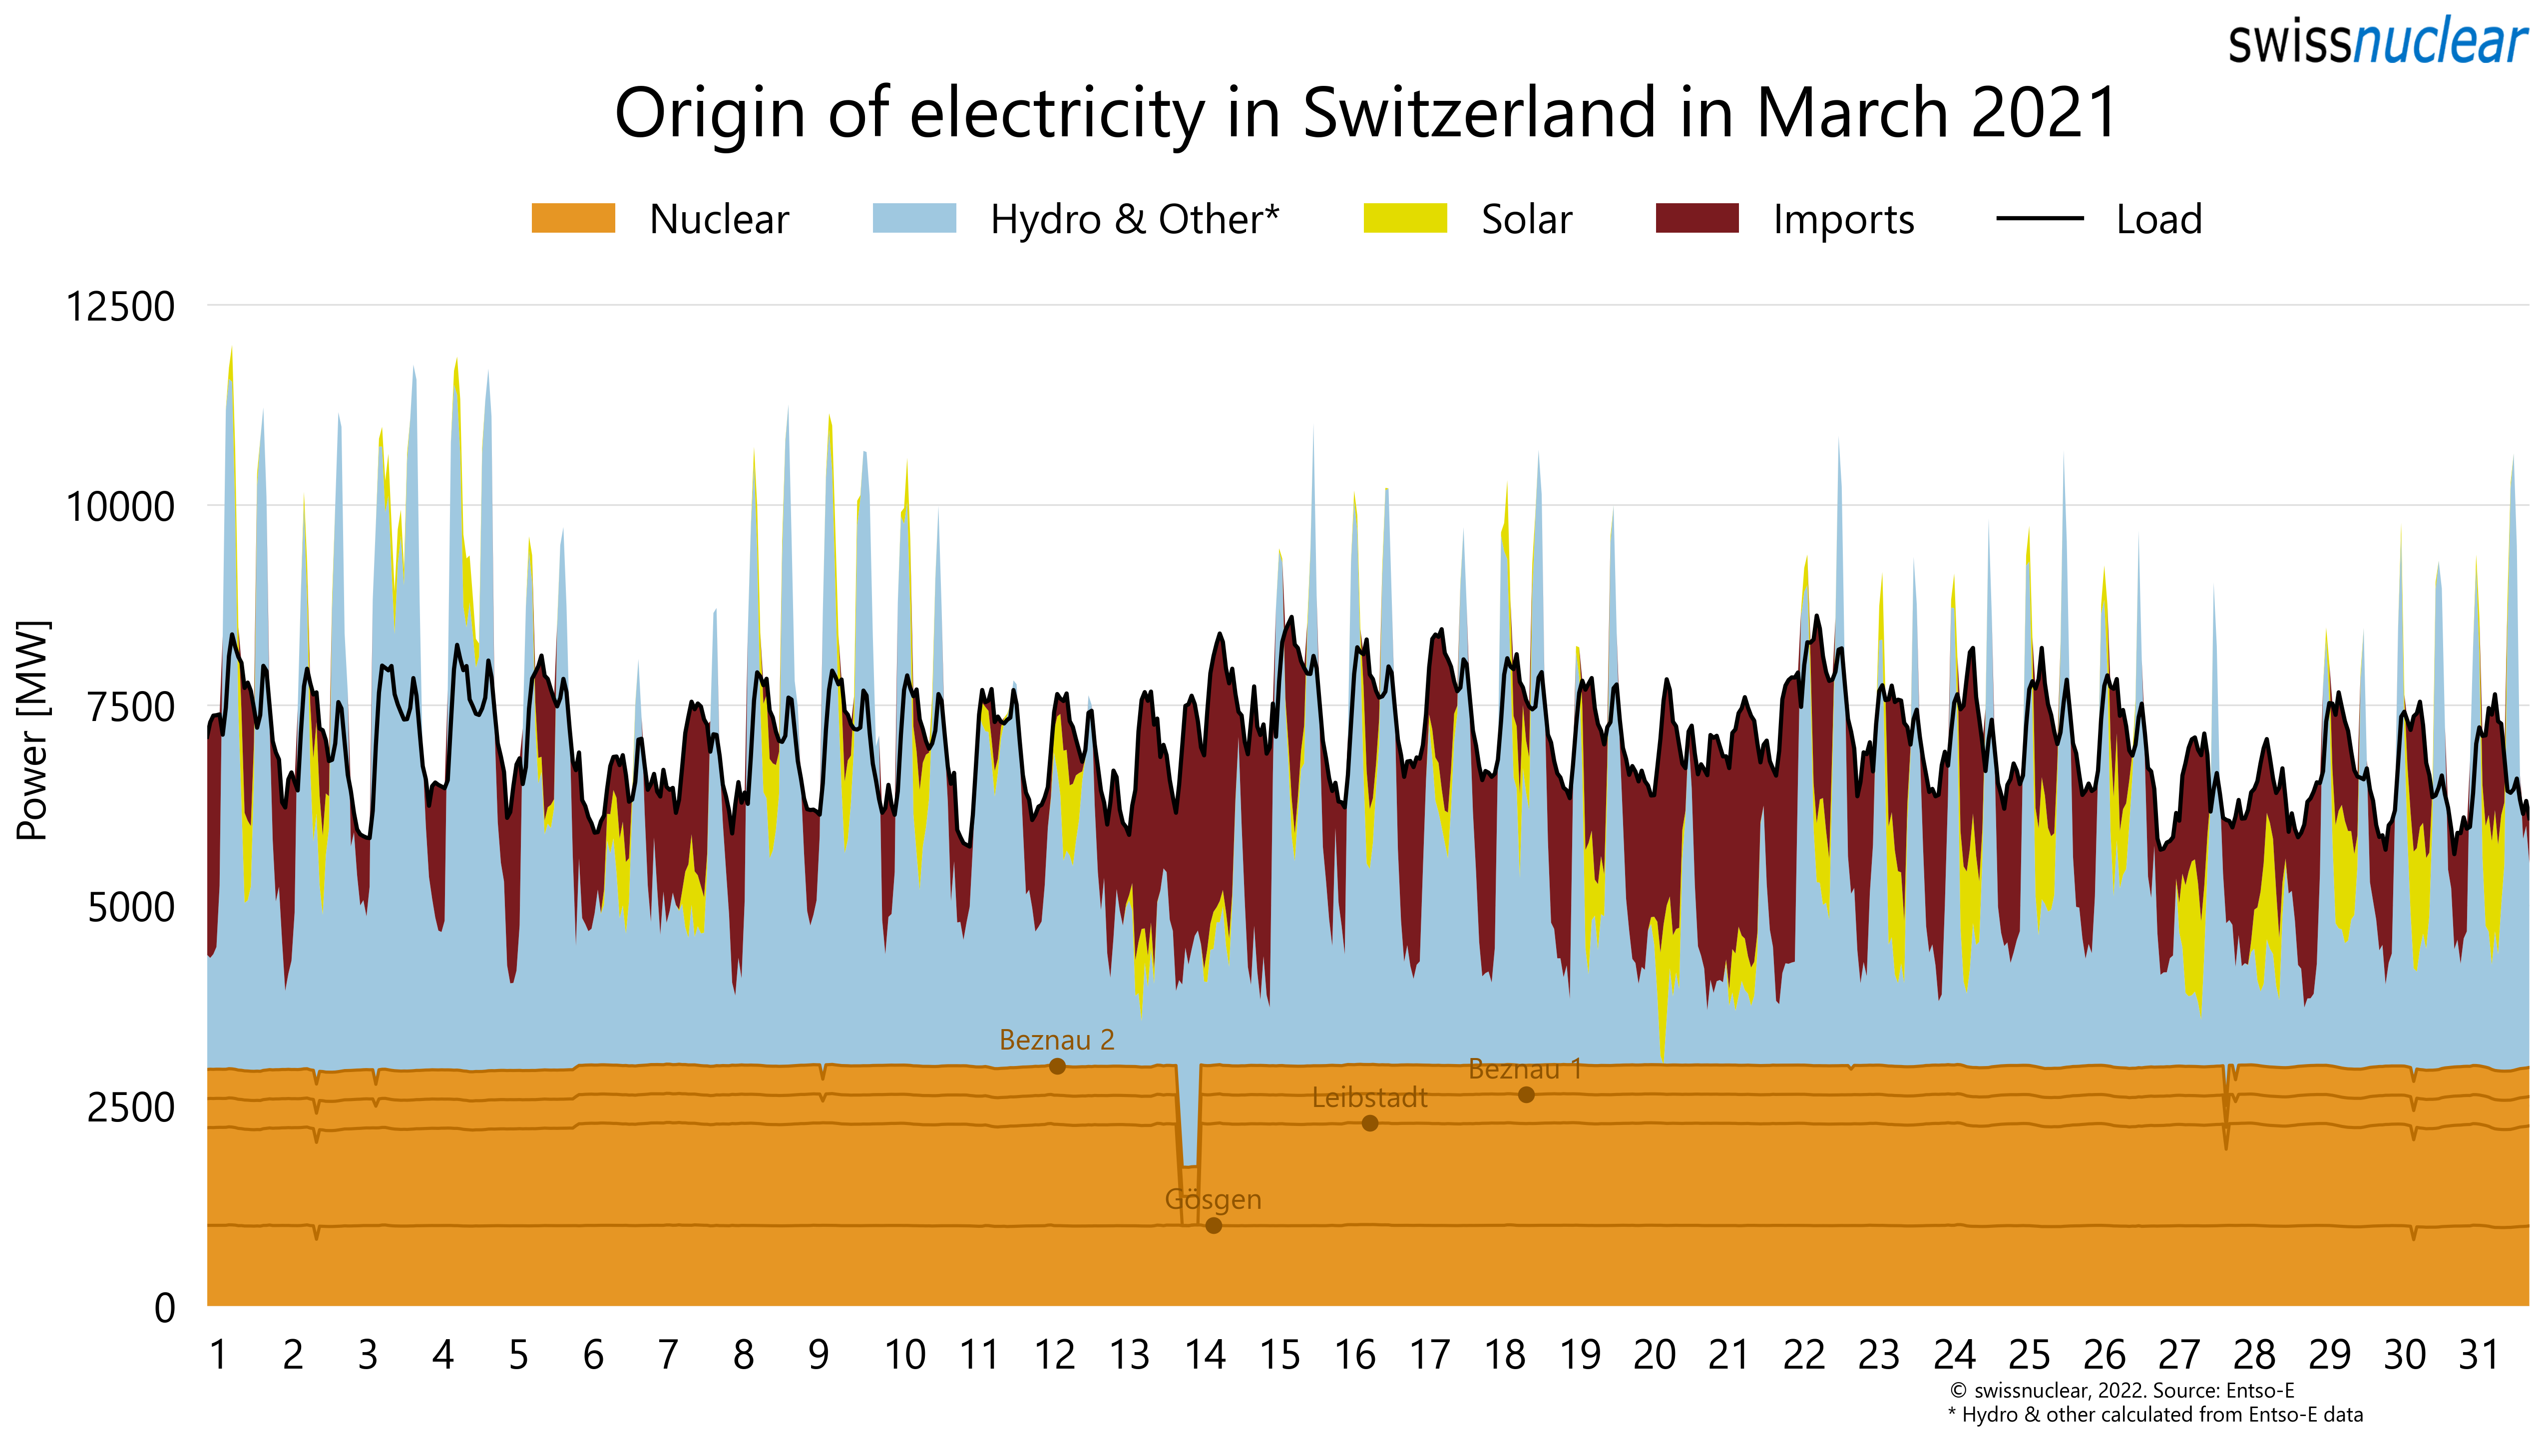 swissnuclear
Origin of electricity in Switzerland in March 2021
Nuclear Hydro & Other* Solar Imports Load
12500
10000
7500
5000
2500
0
Power [MW]
Beznau 2
Beznau 1
Leibstadt
Gösgen
1 2 3 4 5 6 7 8 9 10 11 12 13 14 15 16 17 18 19 20 21 22 23 24 25 26 27 28 29 30 31
© swissnuclear, 2022. Source: Entso-E
* Hydro & other calculated from Entso-E data